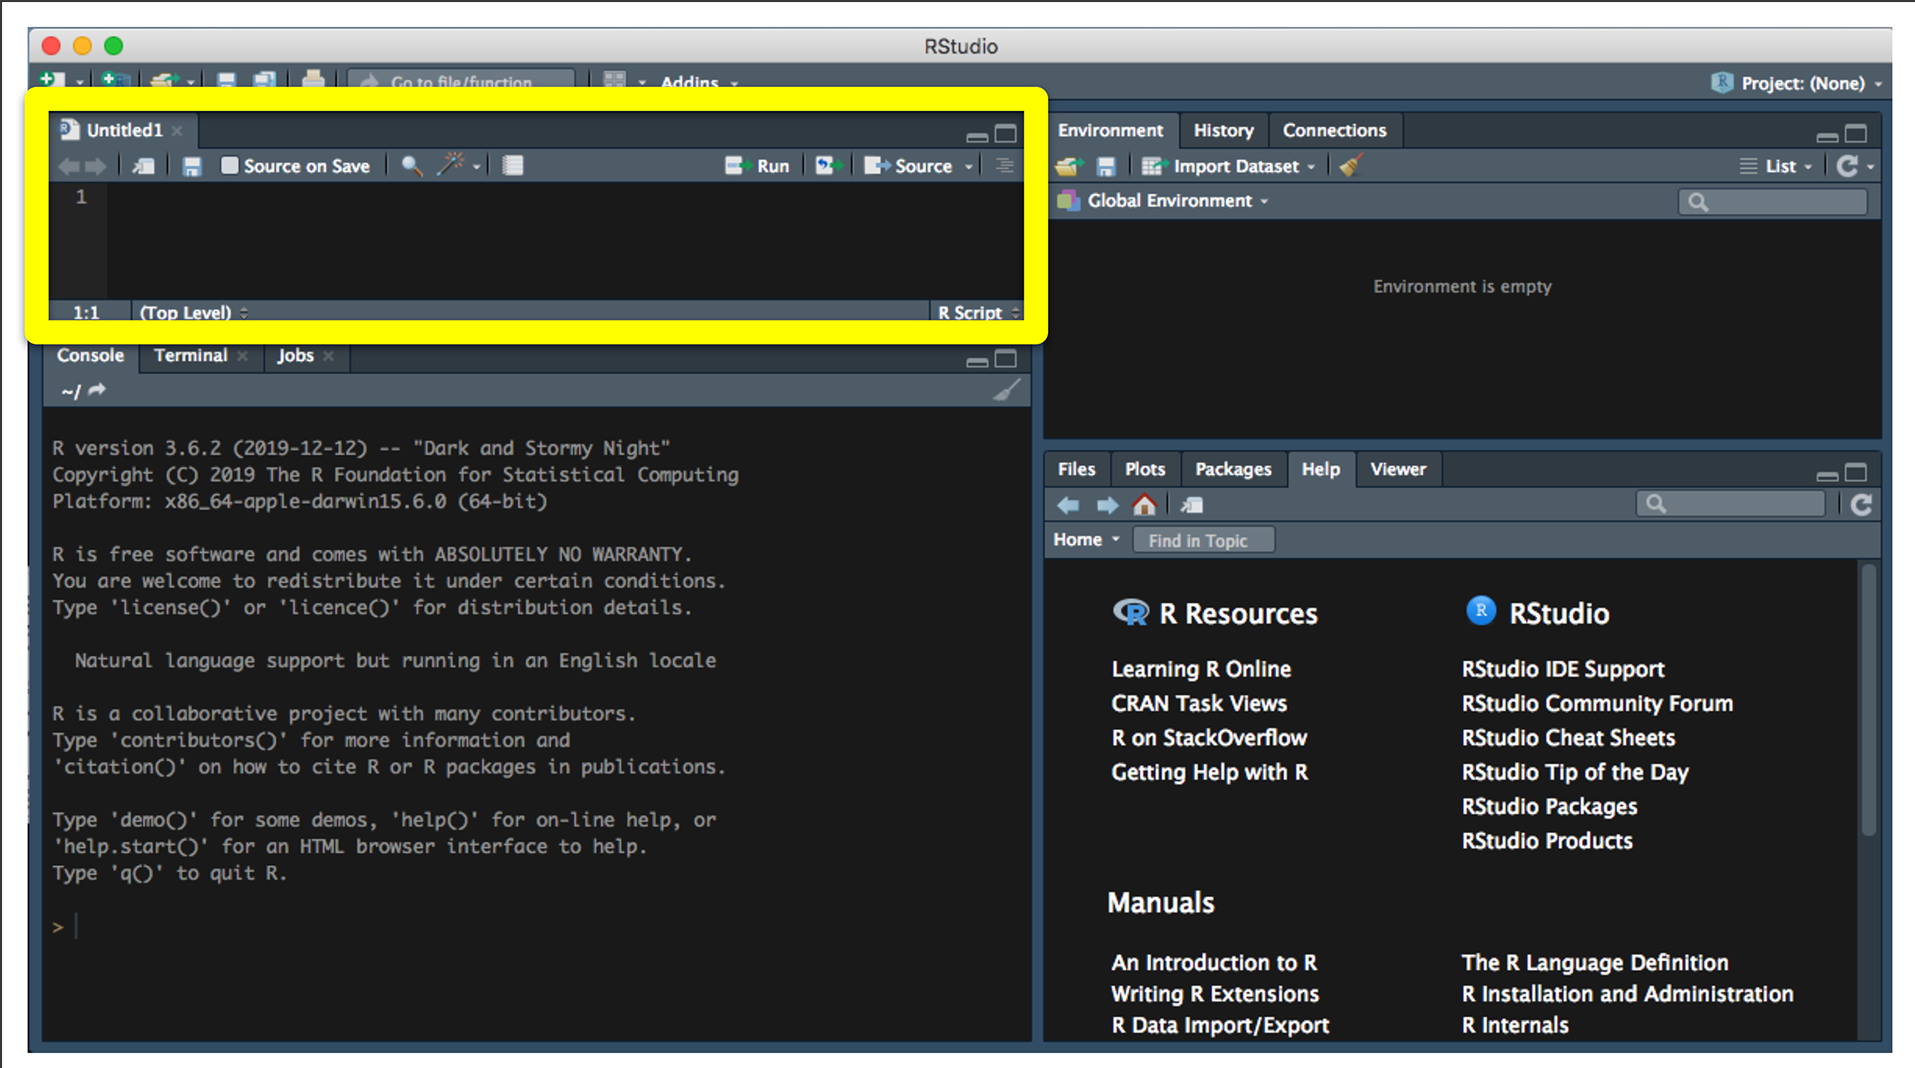 RStudio
Go to file/function
Addins
Project: (None)
Untitled1
Source on Save
Run
Source
1
1:1
(Top Level)
R Script
Console
Terminal
Jobs
~/
R version 3.6.2 (2019-12-12) -- "Dark and Stormy Night"
Copyright (C) 2019 The R Foundation for Statistical Computing
Platform: x86_64-apple-darwin15.6.0 (64-bit)
R is free software and comes with ABSOLUTELY NO WARRANTY.
You are welcome to redistribute it under certain conditions.
Type 'license()' or 'licence()' for distribution details.
Natural language support but running in an English locale
R is a collaborative project with many contributors.
Type 'contributors()' for more information and
'citation()' on how to cite R or R packages in publications.
Type 'demo()' for some demos, 'help()' for on-line help, or
'help.start()' for an HTML browser interface to help.
Type 'q()' to quit R.
>
Environment
History
Connections
Import Dataset
List
Global Environment
Environment is empty
Files
Plots
Packages
Help
Viewer
Home
Find in Topic
R Resources
Learning R Online
CRAN Task Views
R on StackOverflow
Getting Help with R
RStudio
RStudio IDE Support
RStudio Community Forum
RStudio Cheat Sheets
RStudio Tip of the Day
RStudio Packages
RStudio Products
Manuals
An Introduction to R
Writing R Extensions
R Data Import/Export
The R Language Definition
R Installation and Administration
R Internals